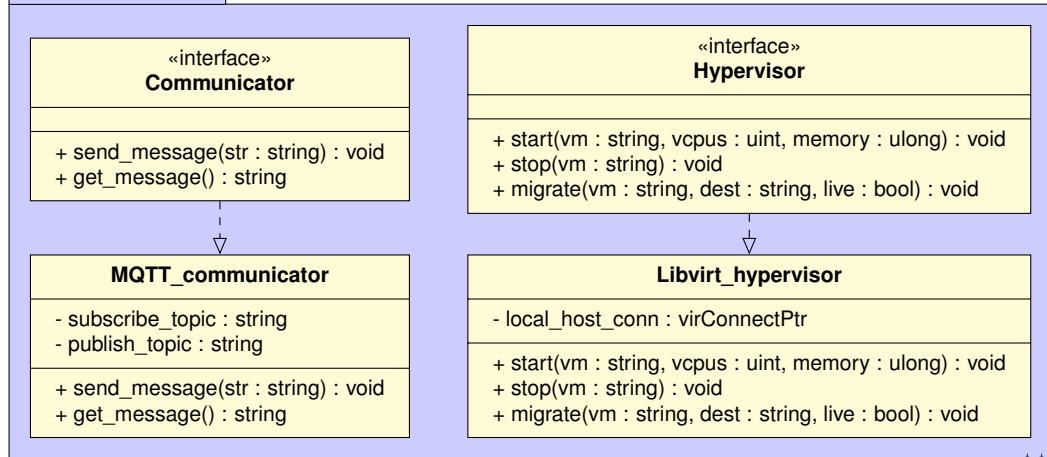 «interface»
Communicator
+ send_message(str : string) : void
+ get_message() : string
MQTT_communicator
- subscribe_topic : string
- publish_topic : string
+ send_message(str : string) : void
+ get_message() : string
«interface»
Hypervisor
+ start(vm : string, vcpus : uint, memory : ulong) : void
+ stop(vm : string) : void
+ migrate(vm : string, dest : string, live : bool) : void
Libvirt_hypervisor
- local_host_conn : virConnectPtr
+ start(vm : string, vcpus : uint, memory : ulong) : void
+ stop(vm : string) : void
+ migrate(vm : string, dest : string, live : bool) : void